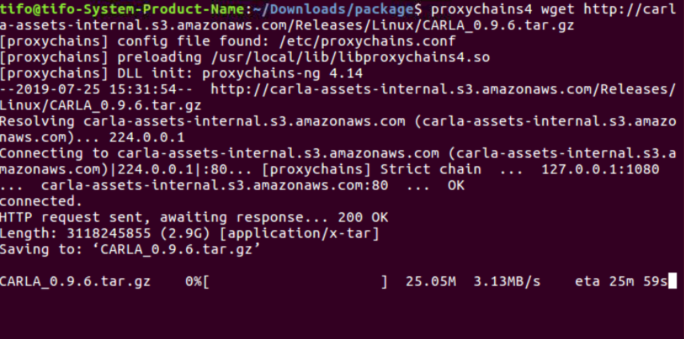 tifo@tifo-System-Product-Name:~/Downloads/package$ proxychains4 wget http://carl
a-assets-internal.s3.amazonaws.com/Releases/Linux/CARLA_0.9.6.tar.gz
[proxychains] config file found: /etc/proxychains.conf
[proxychains] preloading /usr/local/lib/libproxychains4.so
[proxychains] DLL init: proxychains-ng 4.14
--2019-07-25 15:31:54--  http://carla-assets-internal.s3.amazonaws.com/Releases/
Linux/CARLA_0.9.6.tar.gz
Resolving carla-assets-internal.s3.amazonaws.com (carla-assets-internal.s3.amazo
naws.com)... 224.0.0.1
Connecting to carla-assets-internal.s3.amazonaws.com (carla-assets-internal.s3.a
mazonaws.com)|224.0.0.1|:80... [proxychains] Strict chain  ...  127.0.0.1:1080 
...  carla-assets-internal.s3.amazonaws.com:80  ...  OK
connected.
HTTP request sent, awaiting response... 200 OK
Length: 3118245855 (2.9G) [application/x-tar]
Saving to: ‘CARLA_0.9.6.tar.gz’
CARLA_0.9.6.tar.gz    0%[                    ]  25.05M  3.13MB/s    eta 25m 59s